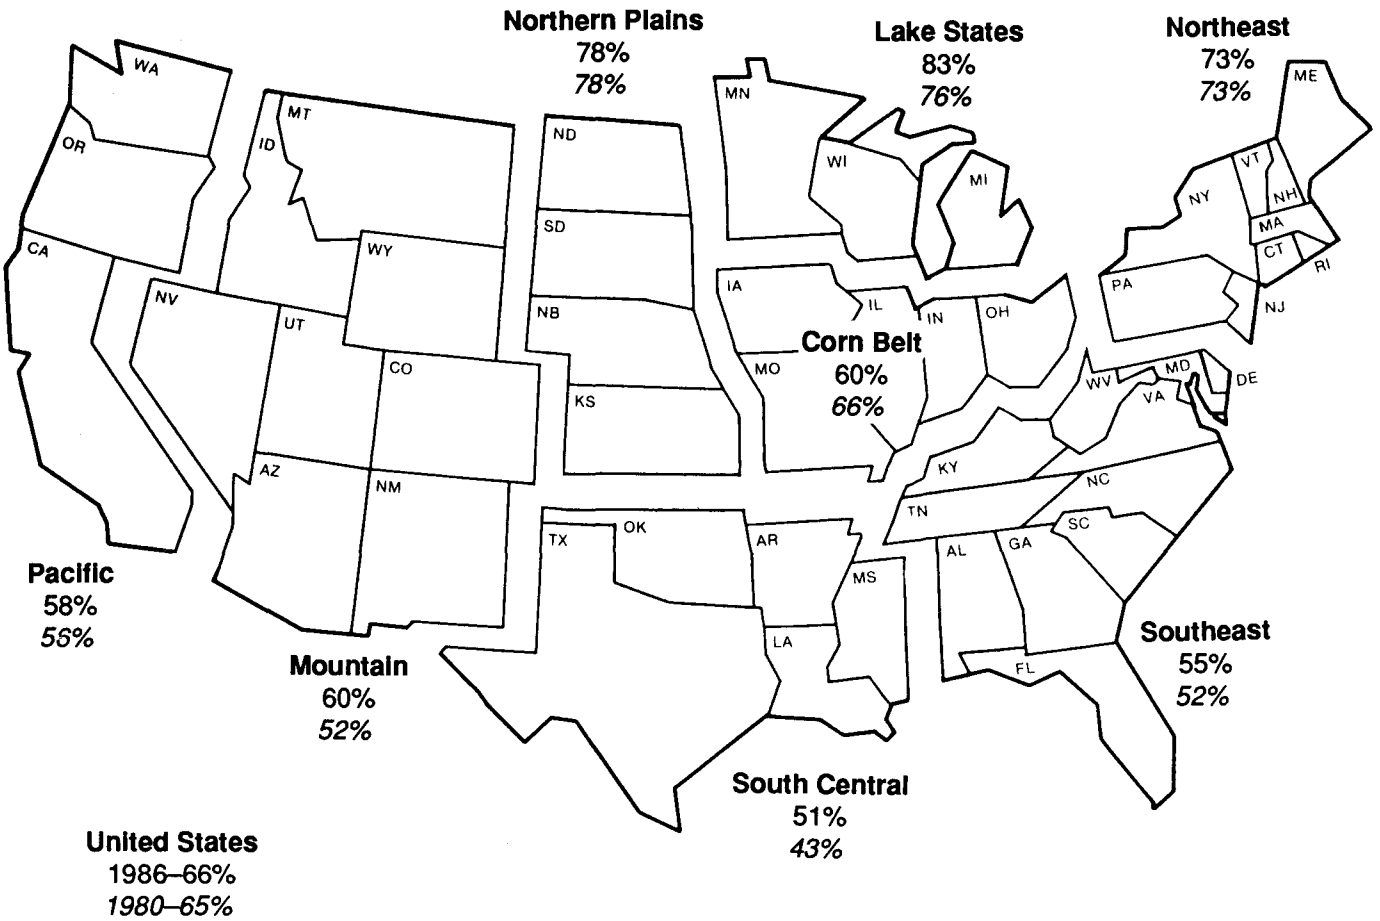 Northern Plains
78%
78%
Lake States
83%
76%
Northeast
73%
73%
WA
OR
CA
MT
ID
WY
NV
UT
CO
AZ
NM
ND
SD
NB
KS
MN
WI
MI
IA
IL
IN
OH
MO
Corn Belt
60%
66%
ME
VT
NH
NY
MA
CT
RI
PA
NJ
WV
MD
DE
VA
KY
NC
TN
SC
OK
TX
AR
MS
LA
AL
GA
FL
Pacific
58%
56%
Mountain
60%
52%
Southeast
55%
52%
South Central
51%
43%
United States
1986–66%
1980–65%